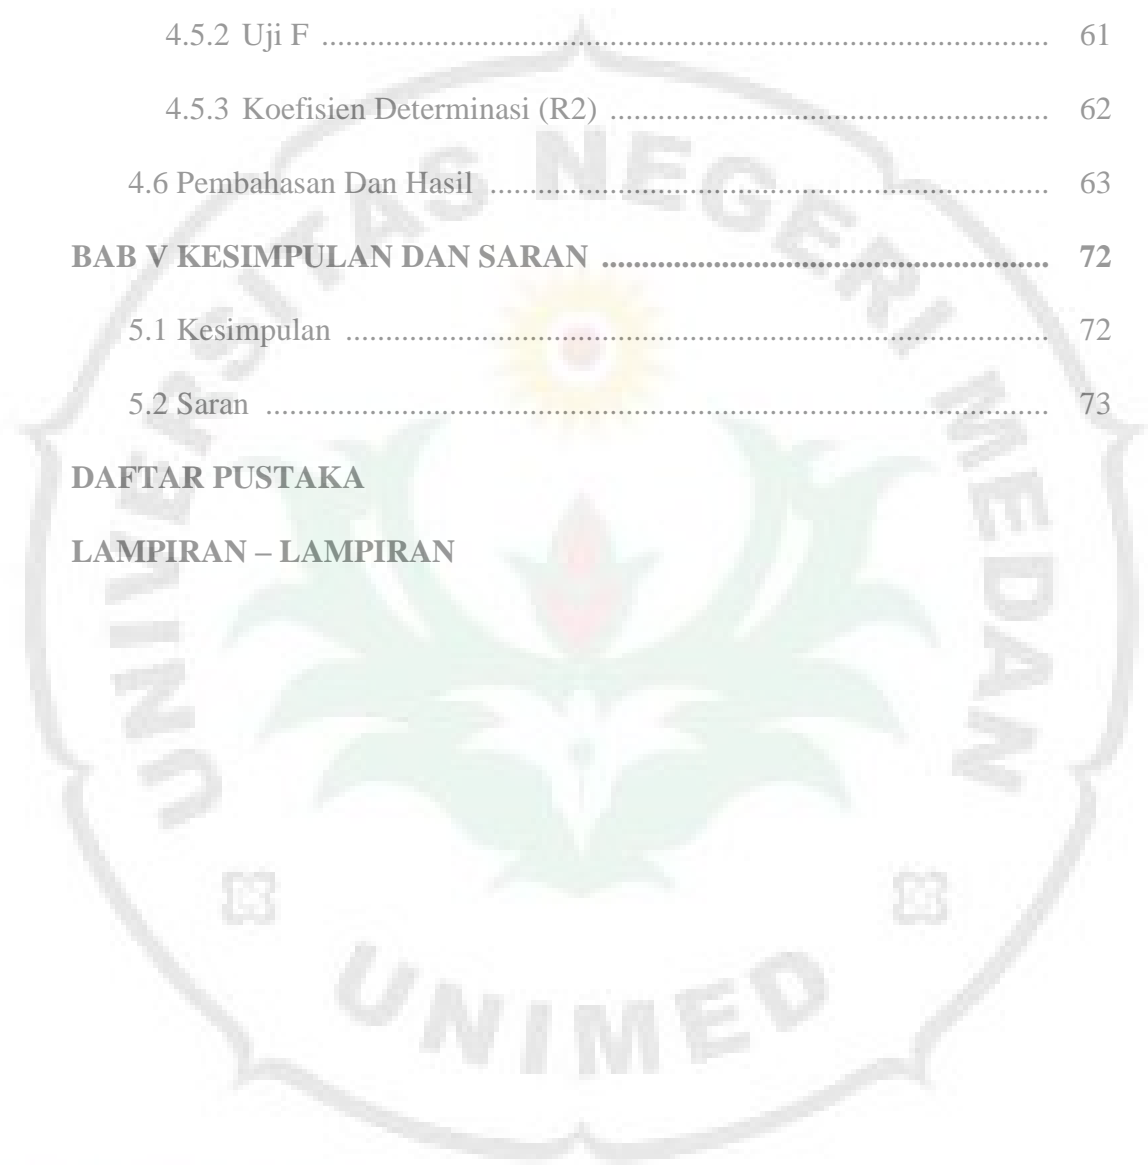 4.5.2 Uji F ........................................................................................ 61
4.5.3 Koefisien Determinasi (R2) ...................................................... 62
4.6 Pembahasan Dan Hasil ..................................................................... 63
BAB V KESIMPULAN DAN SARAN ...................................................... 72
5.1 Kesimpulan ....................................................................................... 72
5.2 Saran ................................................................................................. 73
DAFTAR PUSTAKA
LAMPIRAN – LAMPIRAN
UNIVERSITAS NEGERI MEDAN
UNIMED